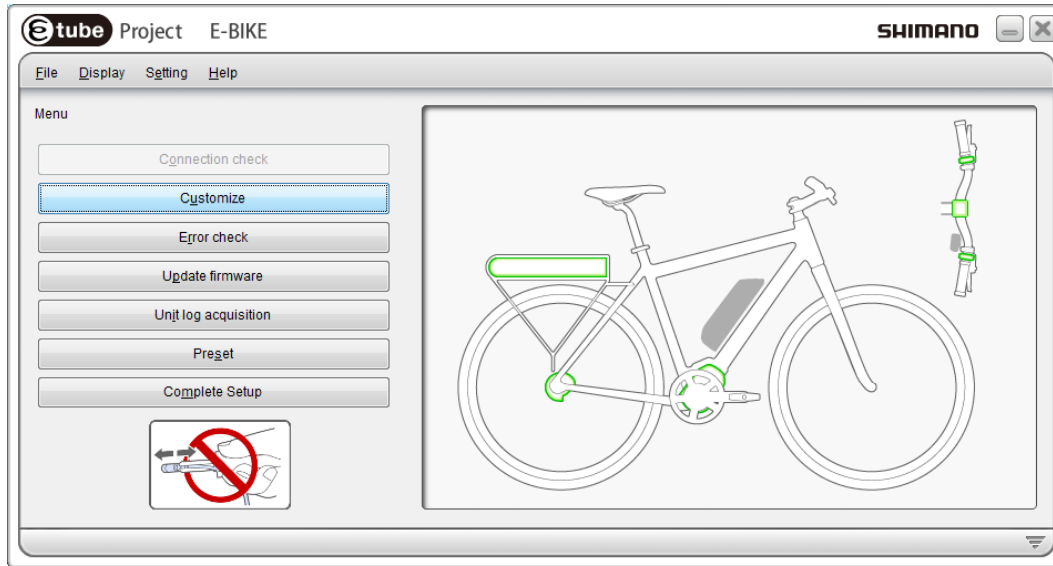 etube Project E-BIKE SHIMANO
File Display Setting Help
Menu
Connection check
Customize
Error check
Update firmware
Unit log acquisition
Preset
Complete Setup